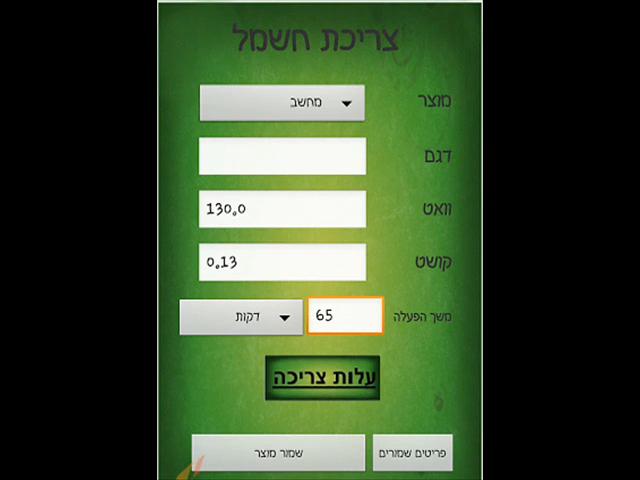 צריכת חשמל
מוצר מחשב
דגם
וואט 130.0
קושט 0.13
משך הפעלה 65 דקות
עלות צריכה
פריטים שמורים שמור מוצר